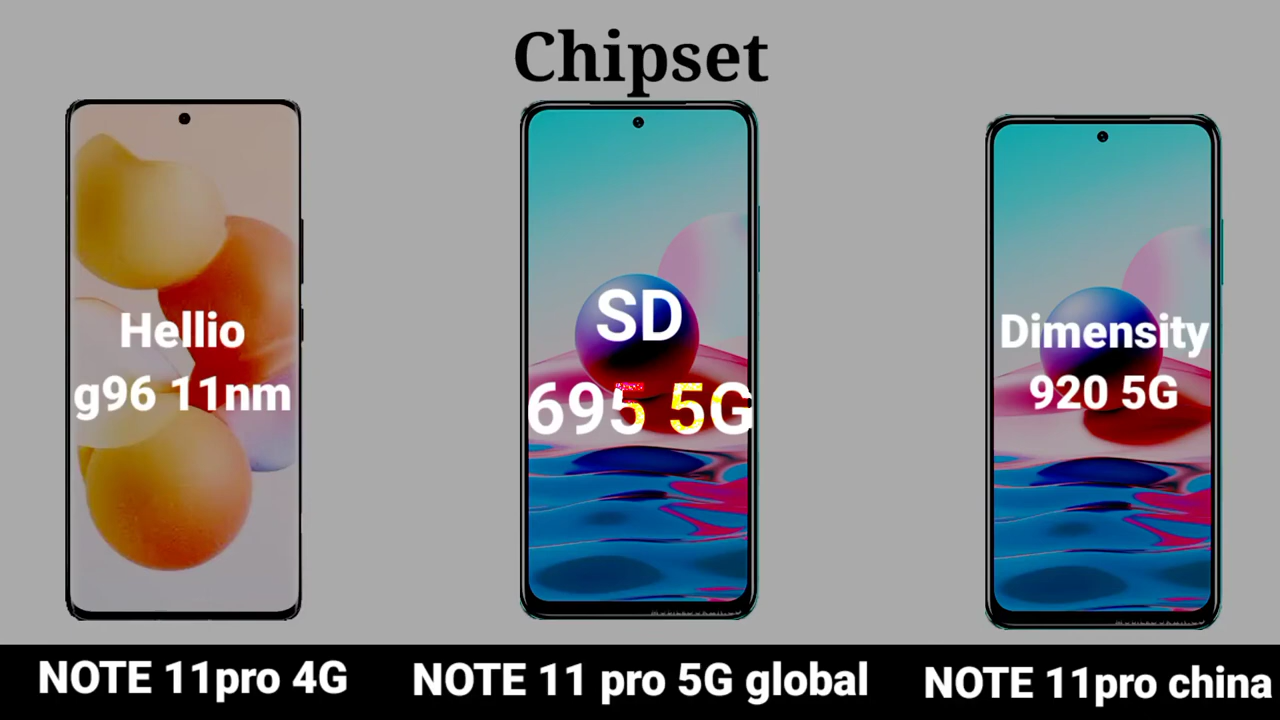 Chipset
Hellio
g96 11nm
SD
695 5G
Dimensity
920 5G
NOTE 11pro 4G
NOTE 11 pro 5G global
NOTE 11pro china